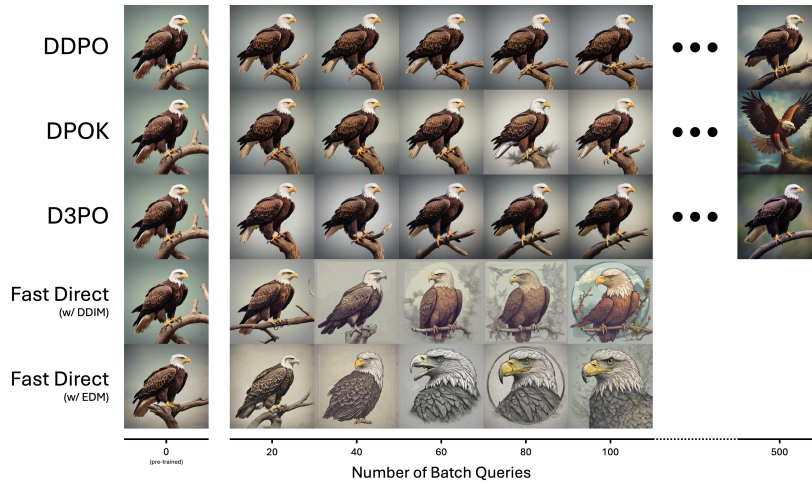 DDPO
DPOK
D3PO
Fast Direct
(w/ DDIM)
Fast Direct
(w/ EDM)
0
20
40
60
80
100
500
(pre-trained)
Number of Batch Queries